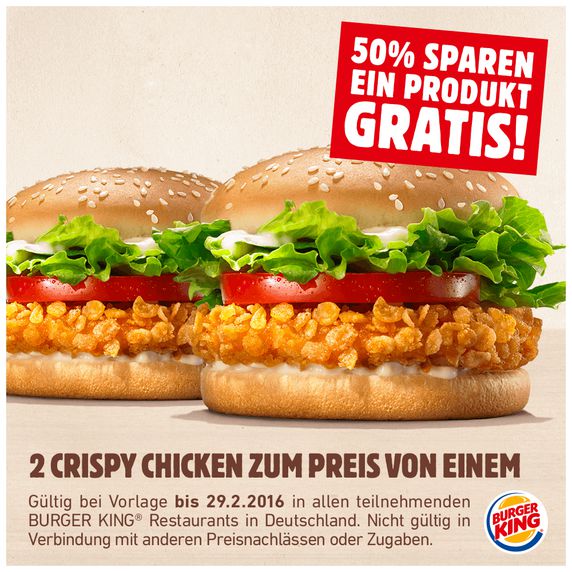 50% SPAREN
EIN PRODUKT
GRATIS!
2 CRISPY CHICKEN ZUM PREIS VON EINEM
Gültig bei Vorlage bis 29.2.2016 in allen teilnehmenden
BURGER KING® Restaurants in Deutschland. Nicht gültig in
Verbindung mit anderen Preisnachlässen oder Zugaben.
BURGER
KING